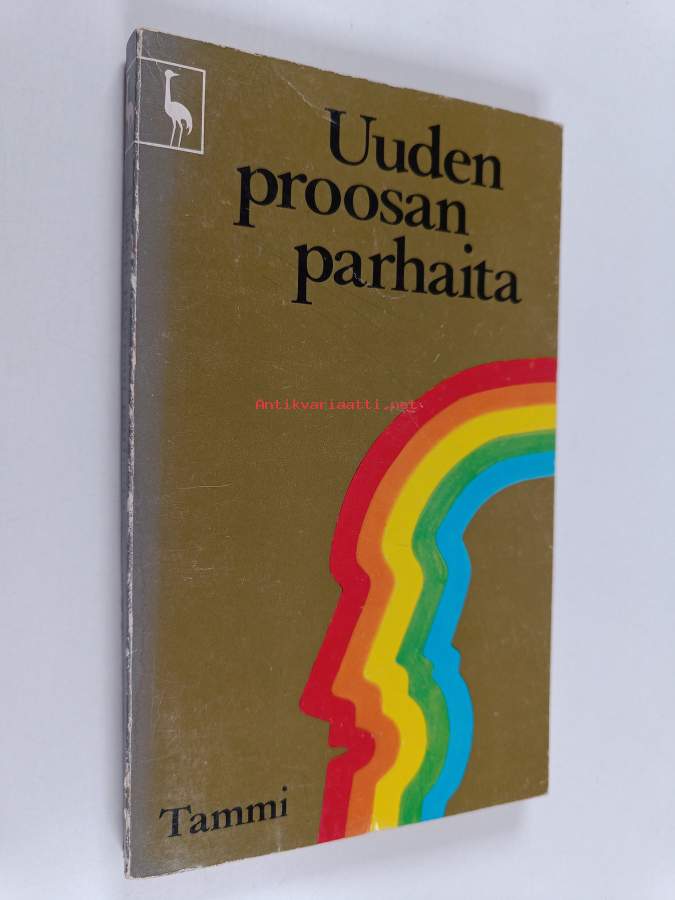 Uuden
proosan
parhaita
Antikvariaatti.net
Tammi